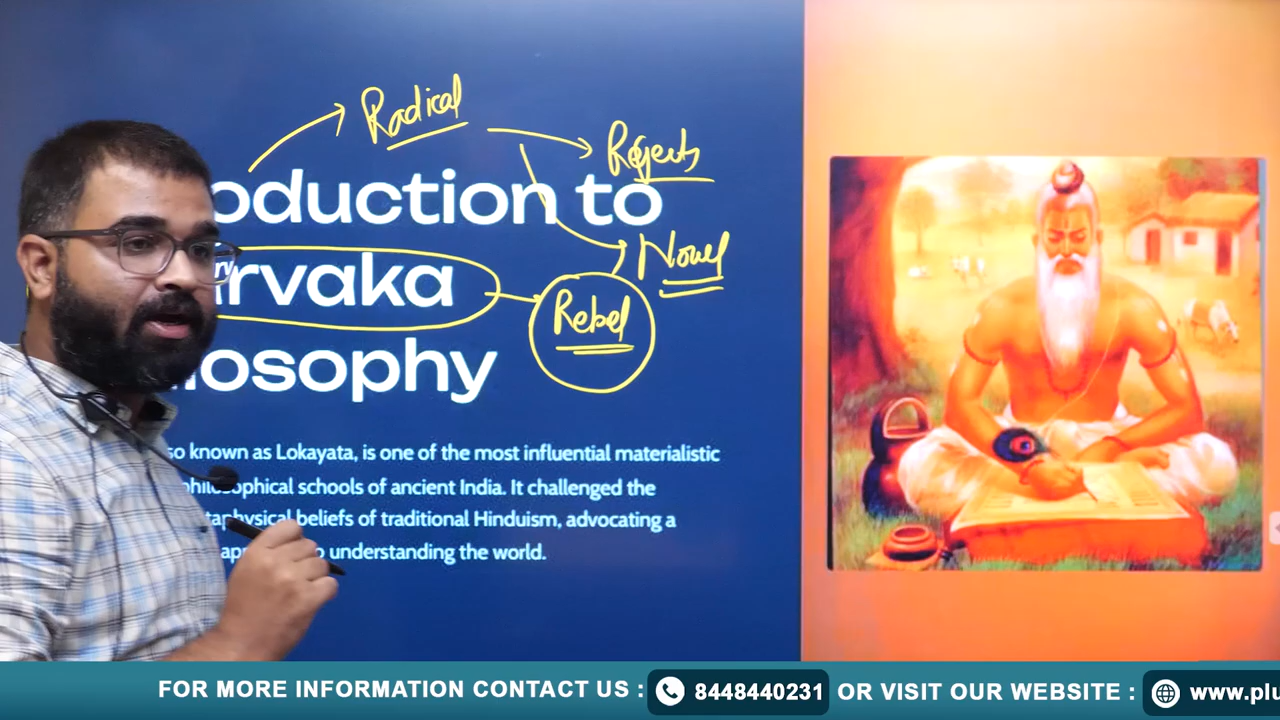 Radical
Rejects
oduction to
Novel
rvaka
Rebel
losophy
so known as Lokayata, is one of the most influential materialistic
philosophical schools of ancient India. It challenged the
taphysical beliefs of traditional Hinduism, advocating a
to understanding the world.
FOR MORE INFORMATION CONTACT US : 8448440231 OR VISIT OUR WEBSITE : www.plu